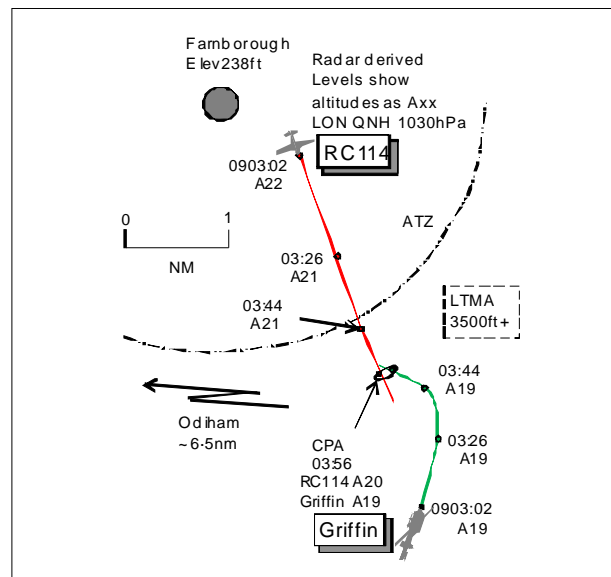 Farnborough
Elev238ft
Radar derived
Levels show
altitudes as Axx
LON QNH 1030hPa
RC114
0903:02
A22
ATZ
0
1
NM
03:26
A21
03:44
A21
LTMA
3500ft+
03:44
A19
Odiham
~6·5nm
03:26
A19
CPA
03:56
RC114 A20
Griffin A19
0903:02
A19
Griffin